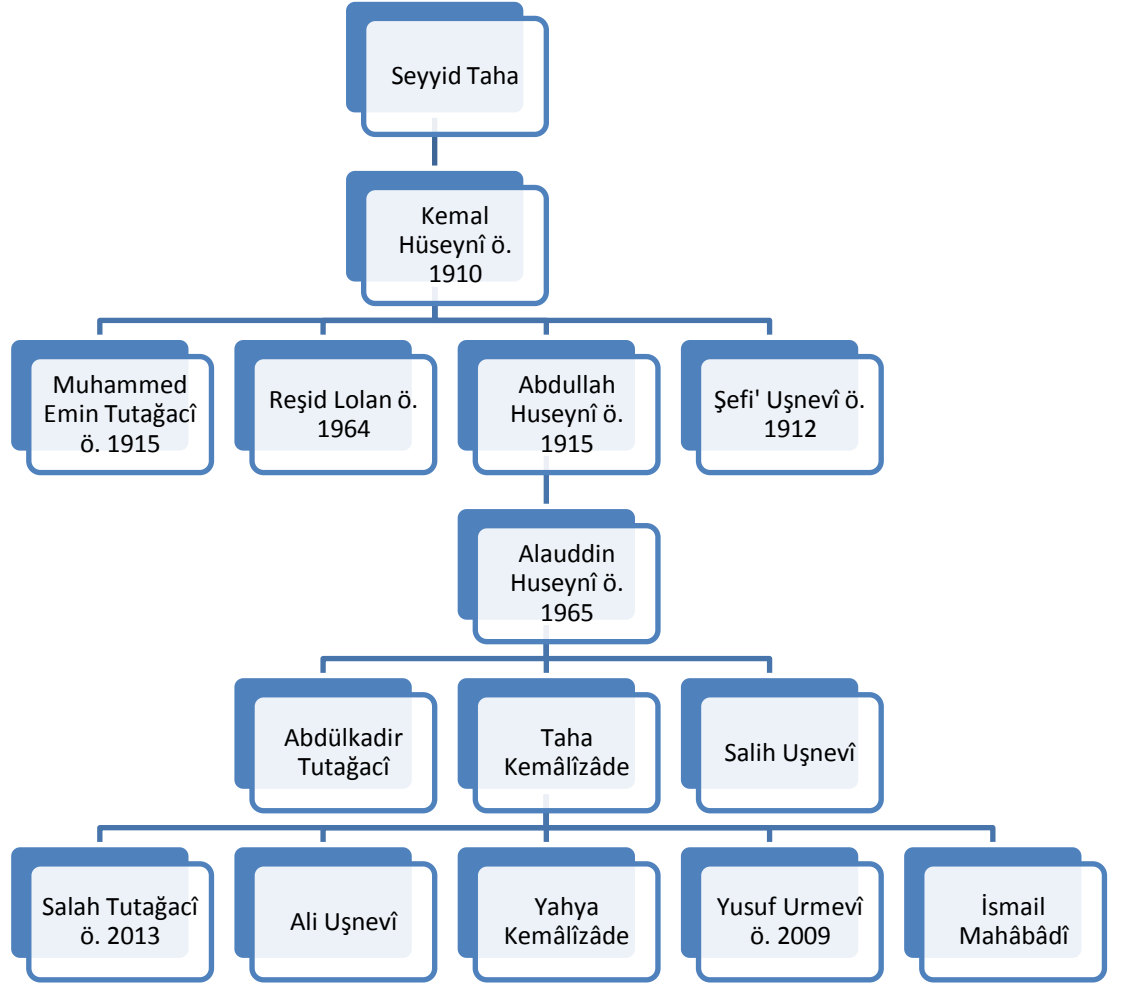 Seyyid Taha
Kemal
Hüseynî ö.
1910
Muhammed
Emin Tutağacî
ö. 1915
Reşid Lolan ö.
1964
Abdullah
Huseynî ö.
1915
Şefi' Uşnevî ö.
1912
Alauddin
Huseynî ö.
1965
Abdülkadir
Tutağacî
Taha
Kemâlîzâde
Salih Uşnevî
Salah Tutağacî
ö. 2013
Ali Uşnevî
Yahya
Kemâlîzâde
Yusuf Urmevî
ö. 2009
İsmail
Mahâbâdî